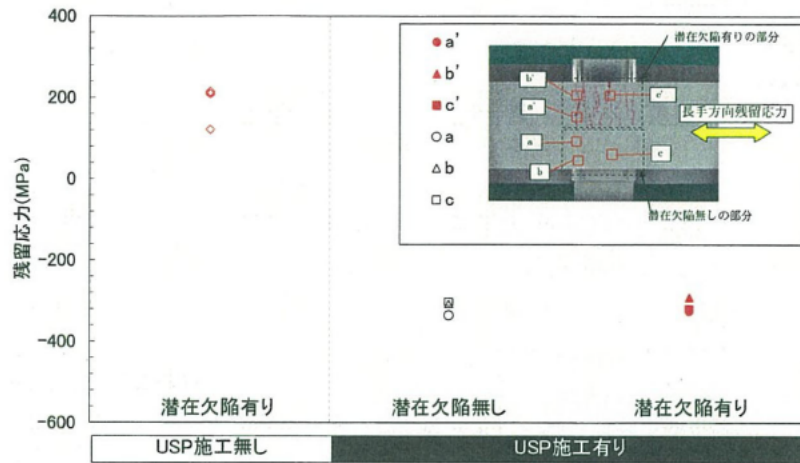 残留応力(MPa)
400
200
0
-200
-400
-600
a'
b'
c'
a
b
c
潜在欠陥有りの部分
b'
c'
a'
a
b
c
長手方向残留応力
潜在欠陥無しの部分
潜在欠陥有り
潜在欠陥無し
潜在欠陥有り
USP施工無し
USP施工有り